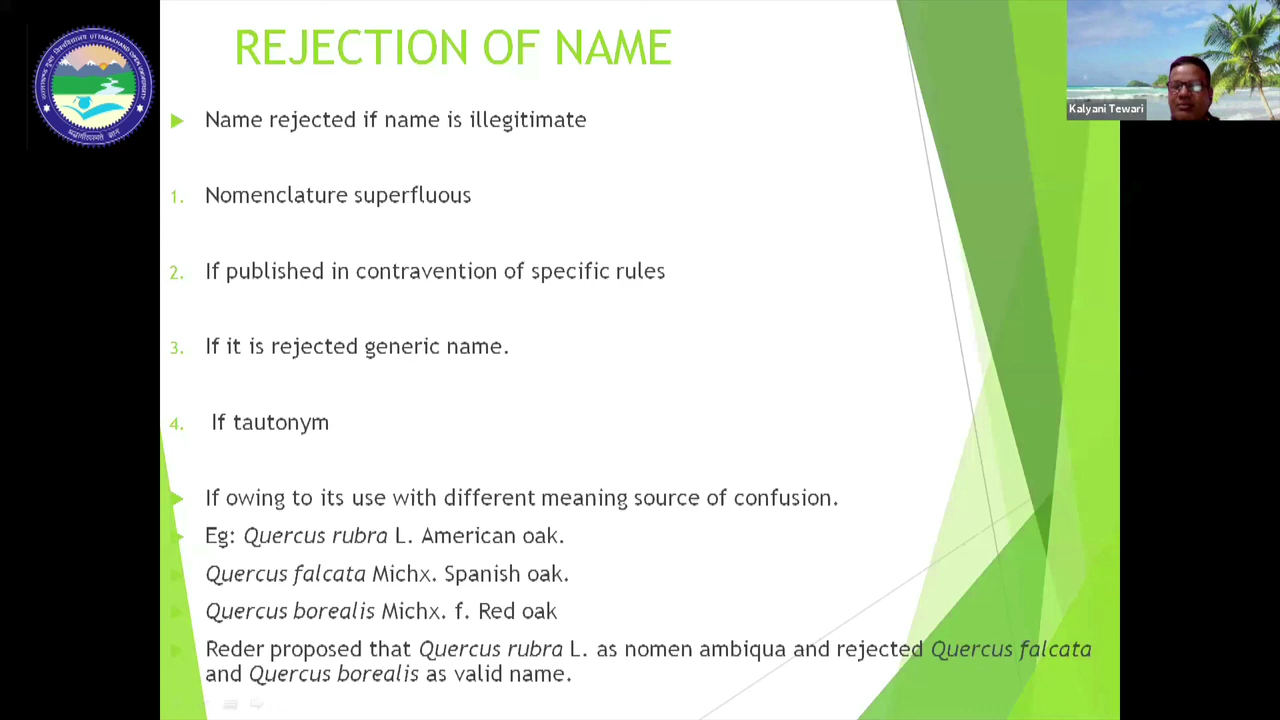 REJECTION OF NAME
Kalyani Tewari
UTTARAKHAND OPEN UNIVERSITY
Name rejected if name is illegitimate
1. Nomenclature superfluous
2. If published in contravention of specific rules
3. If it is rejected generic name.
4. If tautonym
If owing to its use with different meaning source of confusion.
Eg: Quercus rubra L. American oak.
Quercus falcata Michx. Spanish oak.
Quercus borealis Michx. f. Red oak
Reder proposed that Quercus rubra L. as nomen ambiqua and rejected Quercus falcata
and Quercus borealis as valid name.